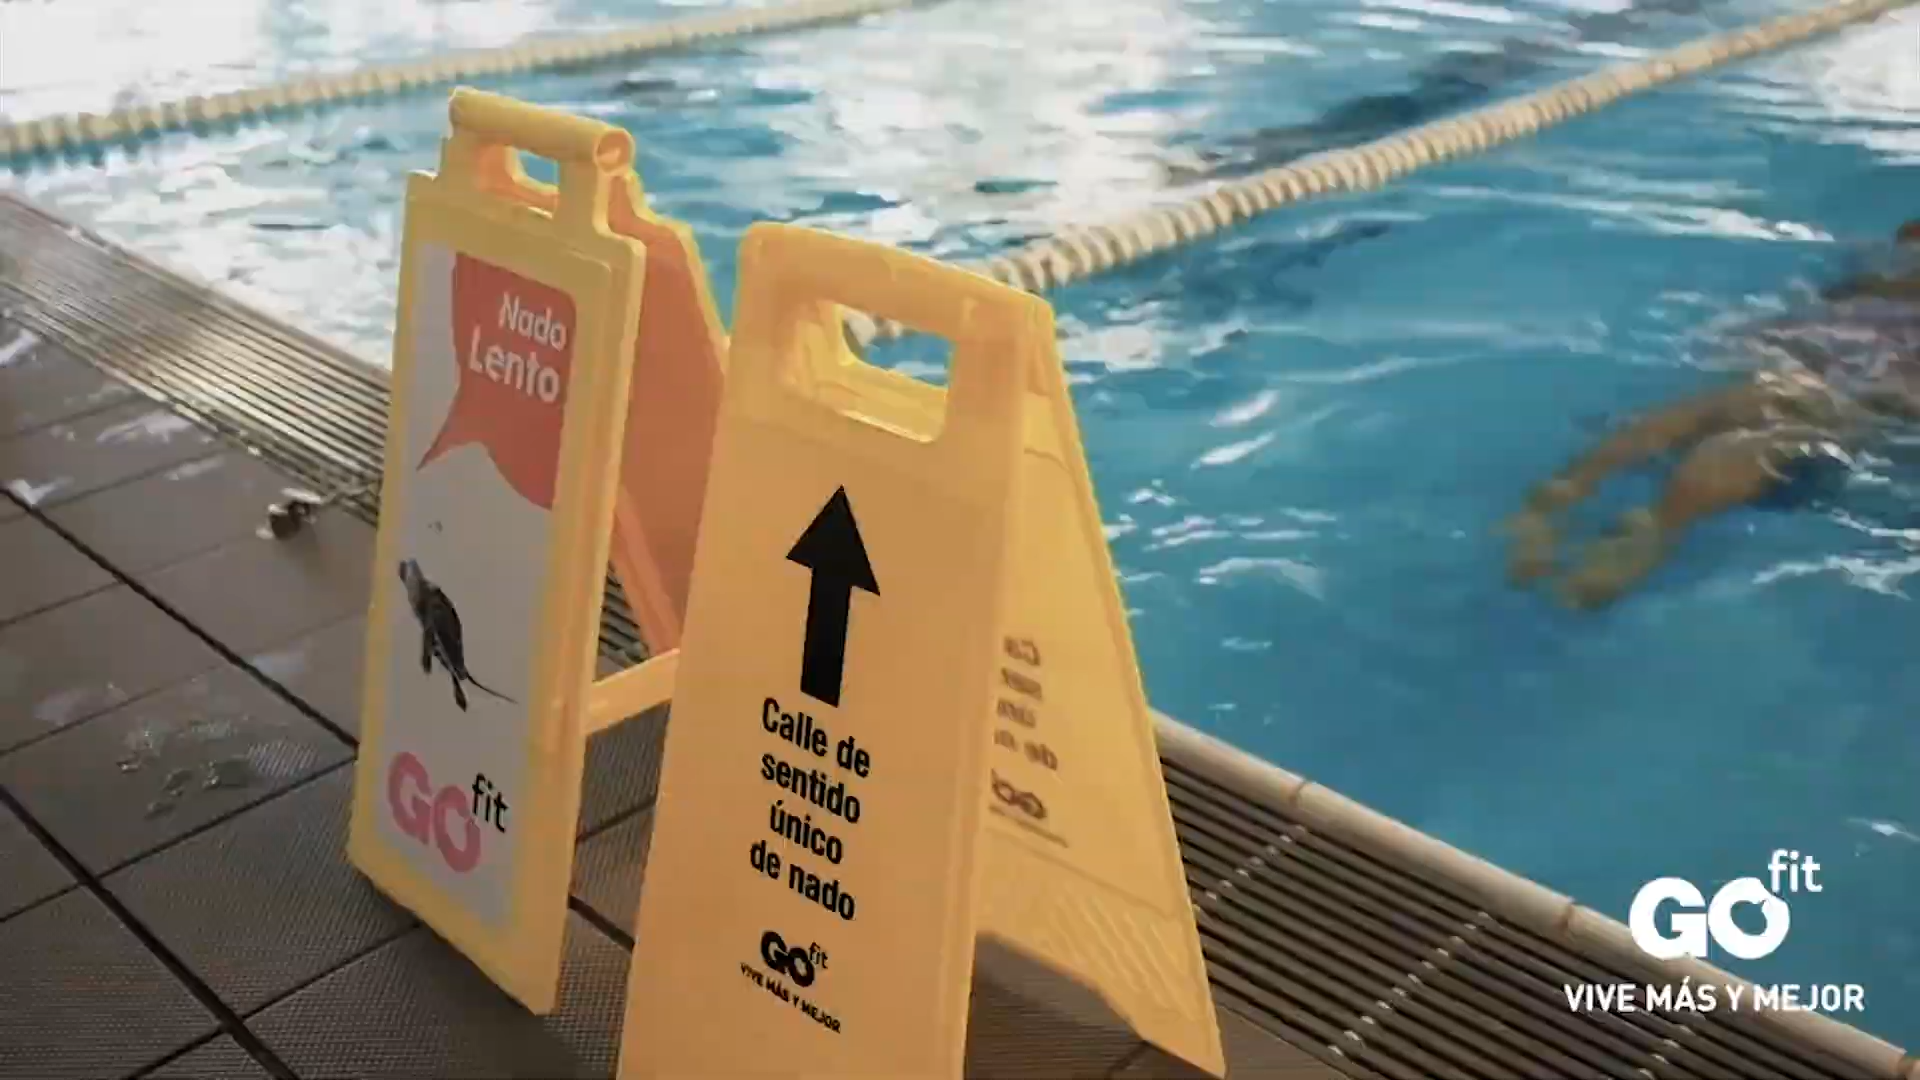 Nado
Lento
GO fit
Calle de
sentido
único
de nado
GO fit
VIVE MÁS Y MEJOR
GO fit
VIVE MÁS Y MEJOR